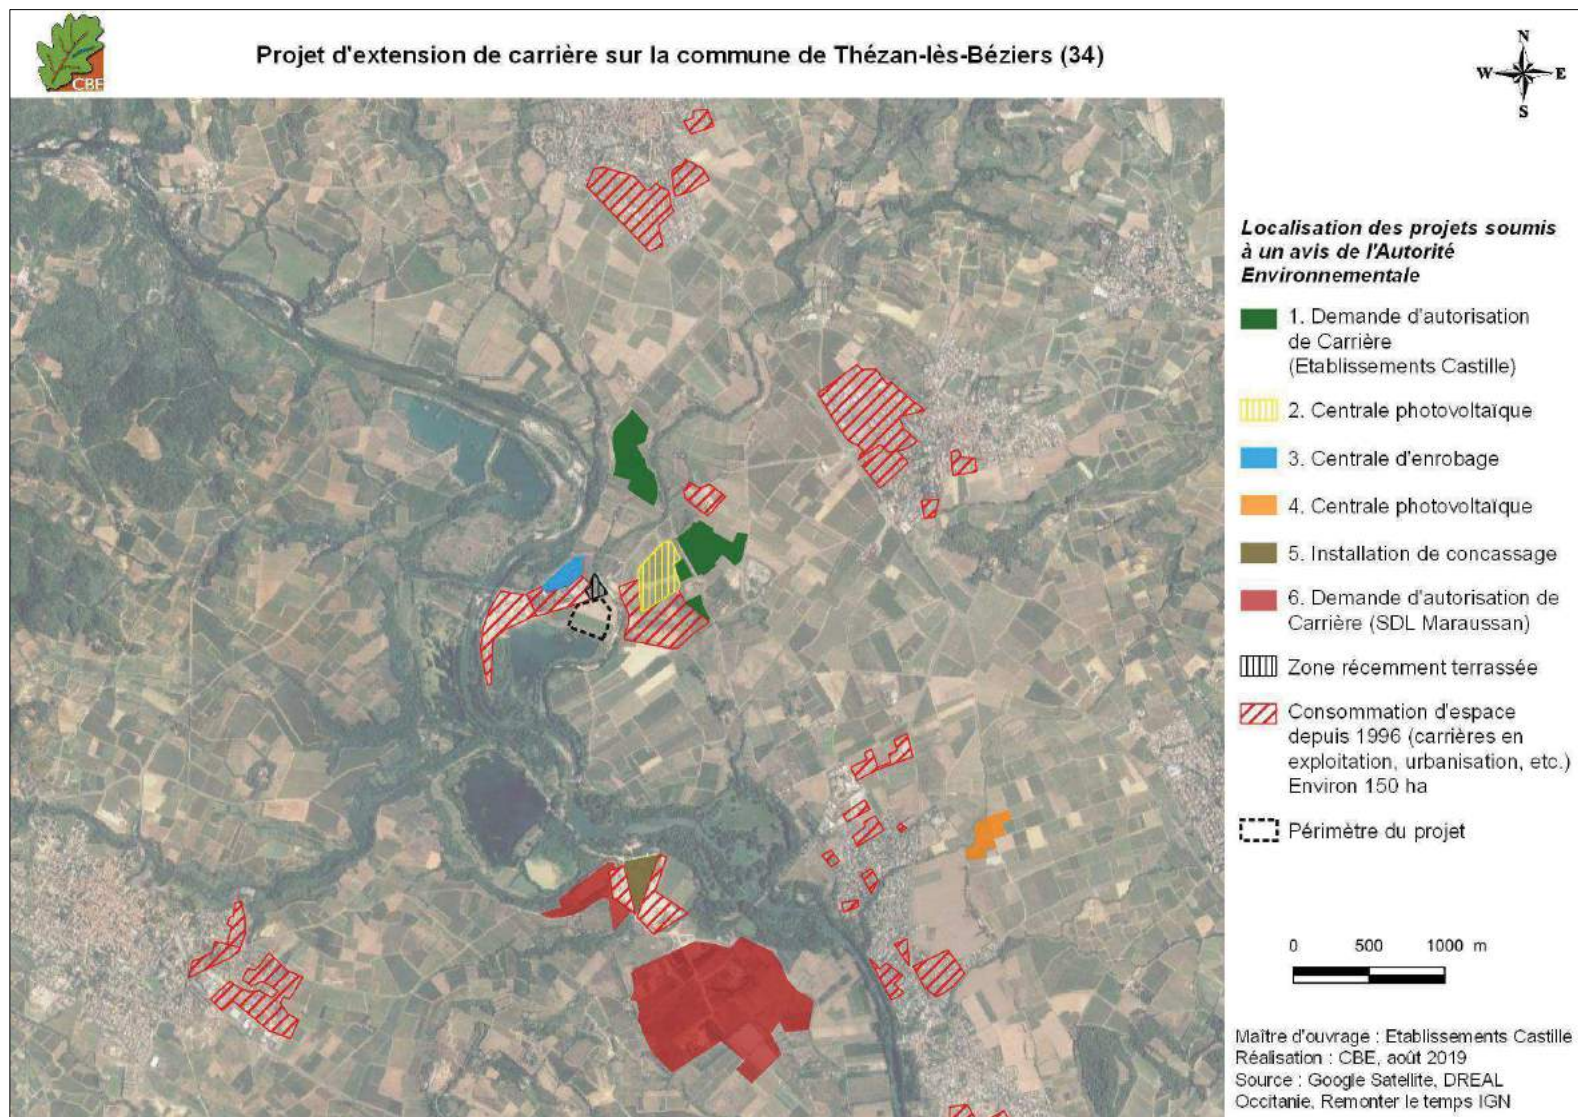 CBE
Projet d'extension de carrière sur la commune de Thézan-lès-Béziers (34)
N
W E
S
Localisation des projets soumis
à un avis de l'Autorité
Environnementale
1. Demande d'autorisation
de Carrière
(Etablissements Castille)
2. Centrale photovoltaïque
3. Centrale d'enrobage
4. Centrale photovoltaïque
5. Installation de concassage
6. Demande d'autorisation de
Carrière (SDL Maraussan)
Zone récemment terrassée
Consommation d'espace
depuis 1996 (carrières en
exploitation, urbanisation, etc.)
Environ 150 ha
Périmètre du projet
0 500 1000 m
Maître d'ouvrage : Etablissements Castille
Réalisation : CBE, août 2019
Source : Google Satellite, DREAL
Occitanie, Remonter le temps IGN